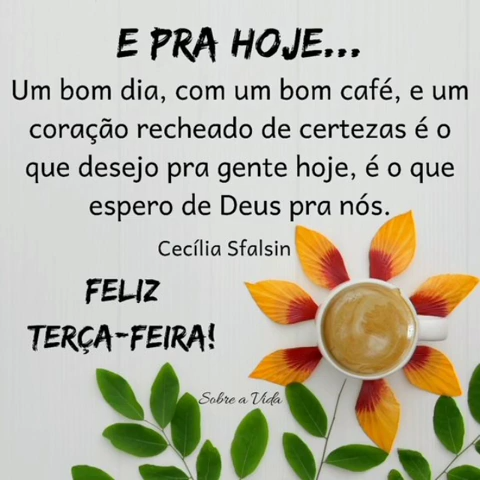 E PRA HOJE...
Um bom dia, com um bom café, e um
coração recheado de certezas é o
que desejo pra gente hoje, é o que
espero de Deus pra nós.
Cecília Sfalsin
FELIZ
TERÇA-FEIRA!
Sobre a Vida